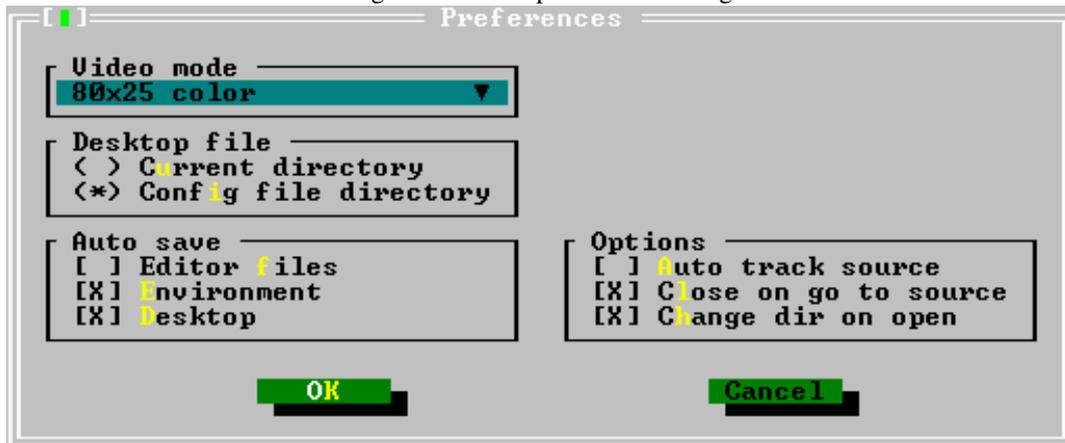 [■] Preferences
Video mode
80x25 color ▼
Desktop file
( ) Current directory
(*) Config file directory
Auto save
[ ] Editor files
[X] Environment
[X] Desktop
Options
[ ] Auto track source
[X] Close on go to source
[X] Change dir on open
OK
Cancel